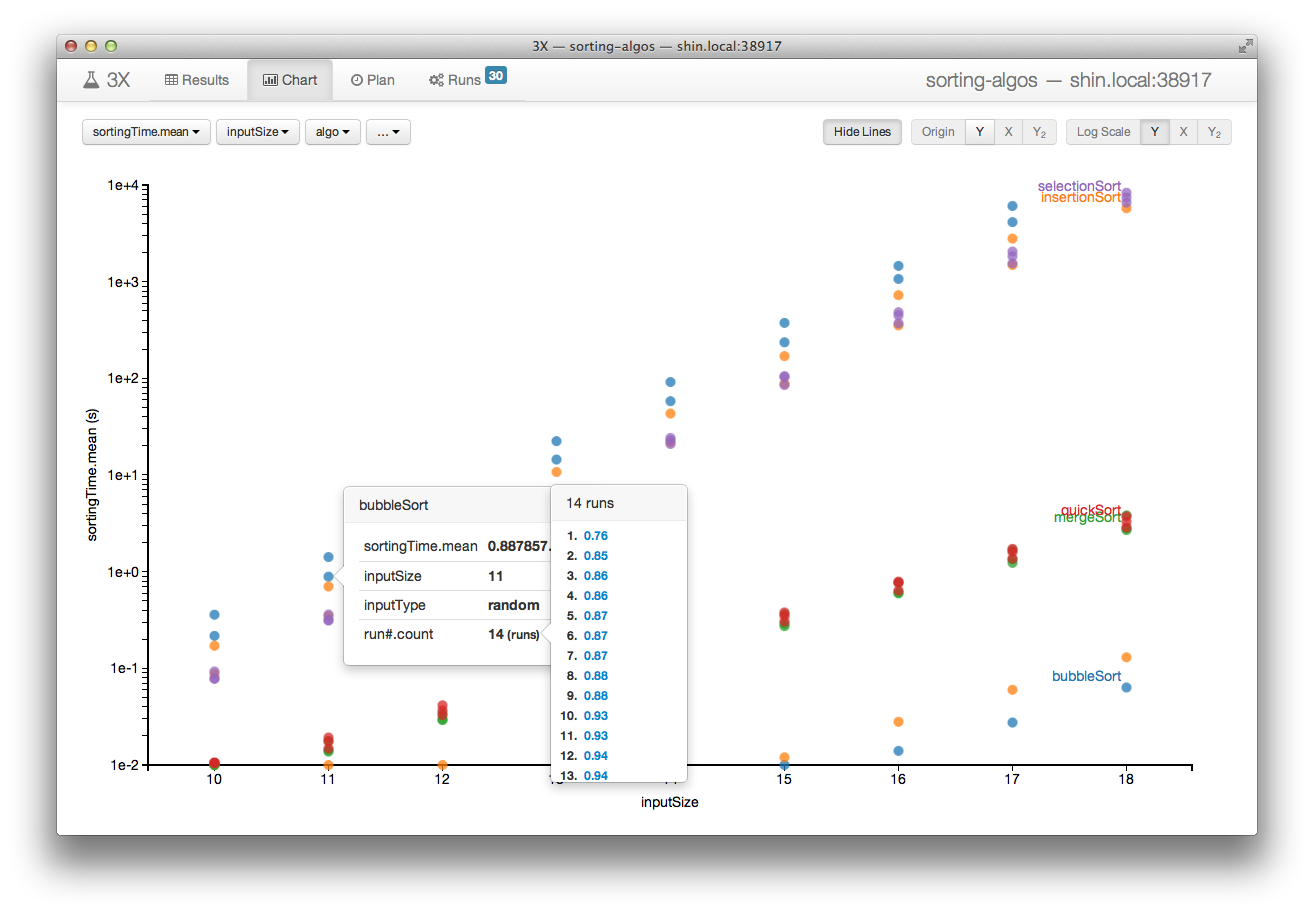 3X — sorting-algos — shin.local:38917
3X Results Chart Plan Runs 30 sorting-algos — shin.local:38917
sortingTime.mean inputSize algo ... Hide Lines Origin Y X Y2 Log Scale Y X Y2
1e+4
1e+3
1e+2
1e+1
1e+0
1e-1
1e-2
sortingTime.mean (s)
selectionSort
insertionSort
quickSort
mergeSort
bubbleSort
bubbleSort
sortingTime.mean 0.887857.
inputSize 11
inputType random
run#.count 14 (runs)
14 runs
1. 0.76
2. 0.85
3. 0.86
4. 0.86
5. 0.87
6. 0.87
7. 0.87
8. 0.88
9. 0.88
10. 0.93
11. 0.93
12. 0.94
13. 0.94
10 11 12 15 16 17 18
inputSize